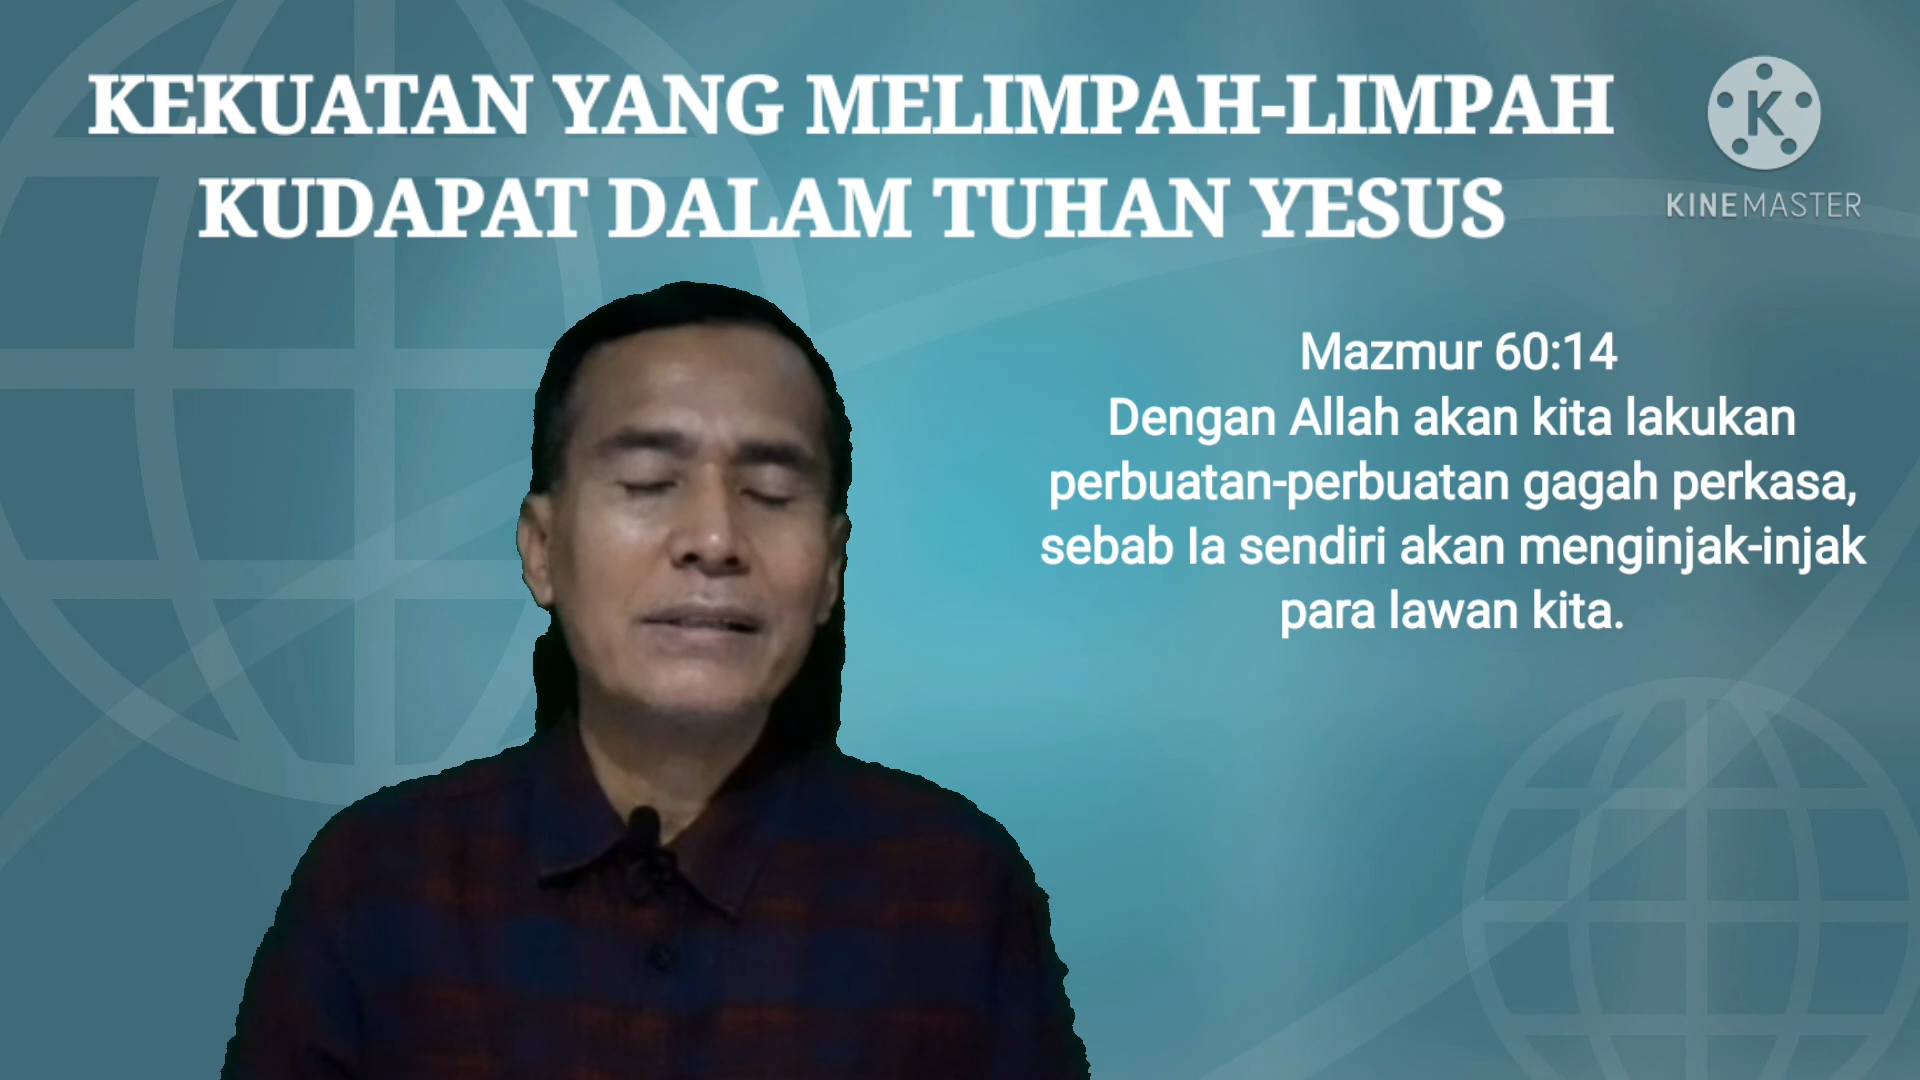 KEKUATAN YANG MELIMPAH-LIMPAH
KUDAPAT DALAM TUHAN YESUS
K
KINEMASTER
Mazmur 60:14
Dengan Allah akan kita lakukan
perbuatan-perbuatan gagah perkasa,
sebab Ia sendiri akan menginjak-injak
para lawan kita.